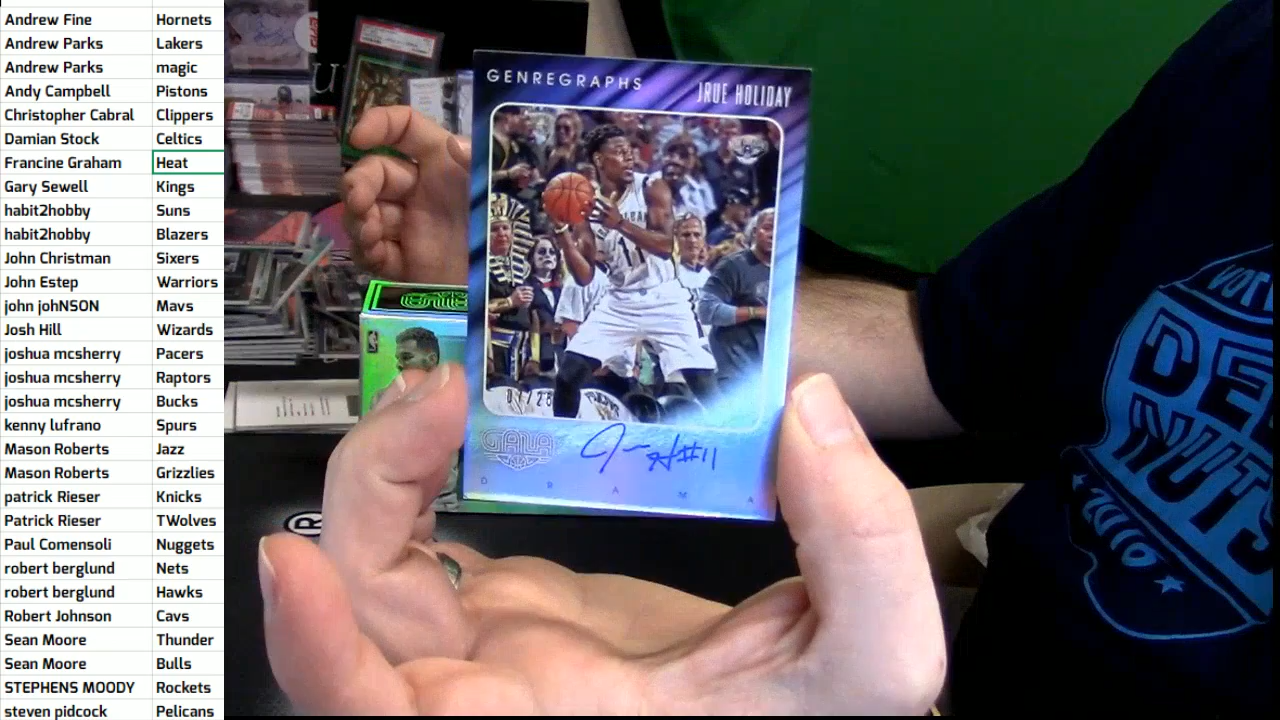 Andrew Fine Hornets
Andrew Parks Lakers
Andrew Parks magic
Andy Campbell Pistons
Christopher Cabral Clippers
Damian Stock Celtics
Francine Graham Heat
Gary Sewell Kings
habit2hobby Suns
habit2hobby Blazers
John Christman Sixers
John Estep Warriors
john johNSON Mavs
Josh Hill Wizards
joshua mcsherry Pacers
joshua mcsherry Raptors
joshua mcsherry Bucks
kenny lufrano Spurs
Mason Roberts Jazz
Mason Roberts Grizzlies
patrick Rieser Knicks
Patrick Rieser TWolves
Paul Comensoli Nuggets
robert berglund Nets
robert berglund Hawks
Robert Johnson Cavs
Sean Moore Thunder
Sean Moore Bulls
STEPHENS MOODY Rockets
steven pidcock Pelicans
GENREGRAPHS
JRUE HOLIDAY
11
GALA
#11
D R A M A
2016
®